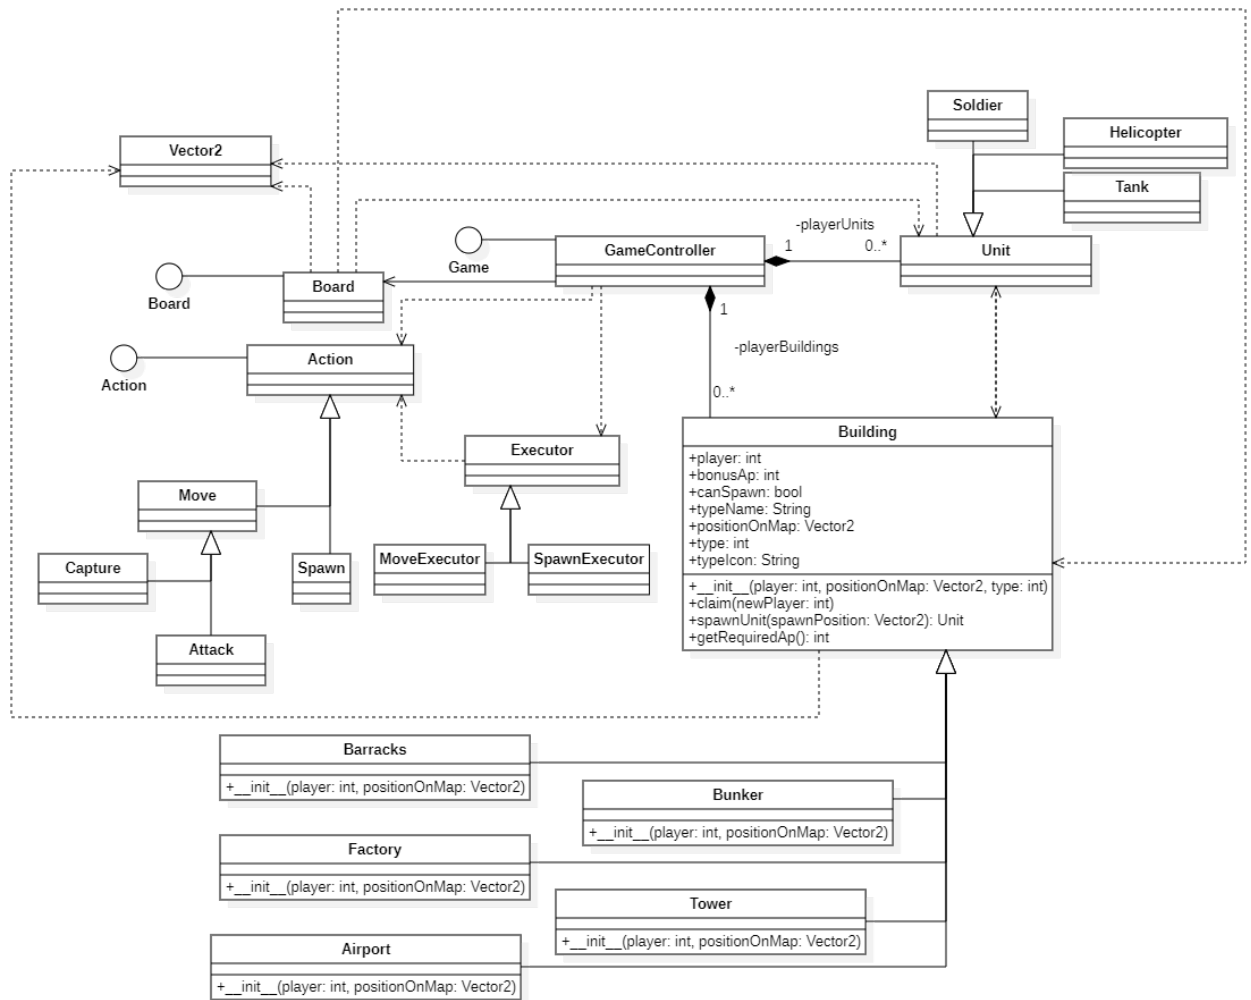 Soldier
Helicopter
Vector2
Tank
-playerUnits
GameController
1
0..*
Unit
Game
Board
Board
1
Action
-playerBuildings
Action
0..*
Building
Executor
+player: int
+bonusAp: int
+canSpawn: bool
Move
+typeName: String
+positionOnMap: Vector2
+type: int
MoveExecutor
SpawnExecutor
+typeIcon: String
Capture
Spawn
+__init__(player: int, positionOnMap: Vector2, type: int)
+claim(newPlayer: int)
+spawnUnit(spawnPosition: Vector2): Unit
+getRequiredAp(): int
Attack
Barracks
+__init__(player: int, positionOnMap: Vector2)
Bunker
+__init__(player: int, positionOnMap: Vector2)
Factory
+__init__(player: int, positionOnMap: Vector2)
Tower
+__init__(player: int, positionOnMap: Vector2)
Airport
+__init__(player: int, positionOnMap: Vector2)